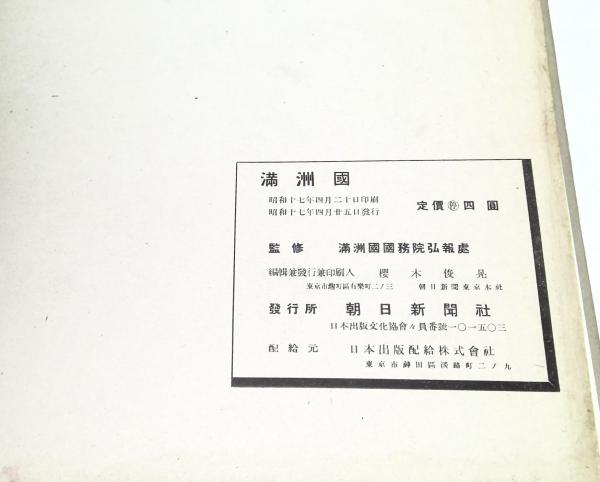 滿洲國
昭和十七年四月二十日印刷
昭和十七年四月廿五日發行
定價 停 四圓
監修 滿洲國國務院弘報處
編輯兼發行兼印刷人 櫻木俊晃
東京市麴町區有樂町二ノ三 朝日新聞東京本社
發行所 朝日新聞社
日本出版文化協會々員番號一〇一五〇三
配給元 日本出版配給株式會社
東京市神田區淡路町二ノ九